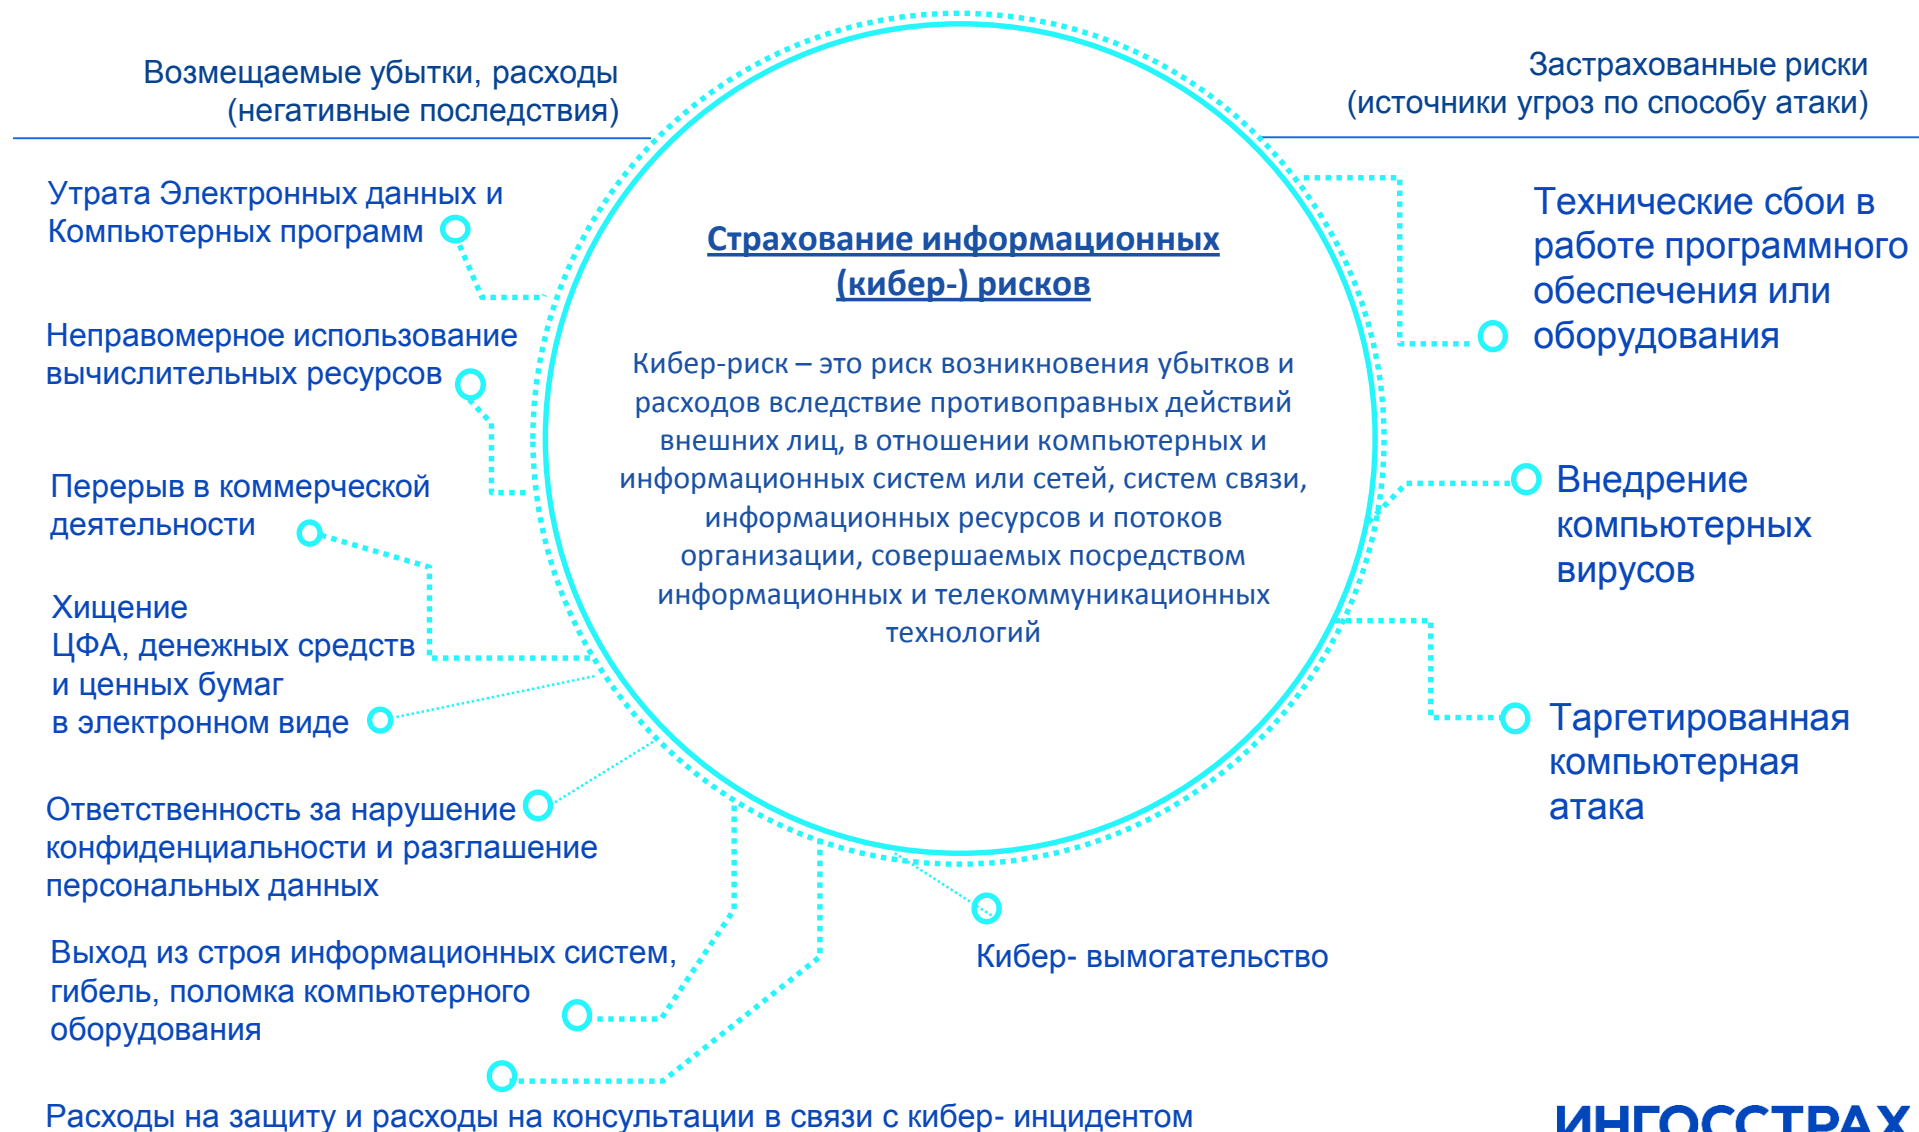 Возмещаемые убытки, расходы
(негативные последствия)
Застрахованные риски
(источники угроз по способу атаки)
Утрата Электронных данных и
Компьютерных программ
Неправомерное использование
вычислительных ресурсов
Перерыв в коммерческой
деятельности
Хищение
ЦФА, денежных средств
и ценных бумаг
в электронном виде
Ответственность за нарушение
конфиденциальности и разглашение
персональных данных
Выход из строя информационных систем,
гибель, поломка компьютерного
оборудования
Расходы на защиту и расходы на консультации в связи с кибер- инцидентом
Страхование информационных
(кибер-) рисков
Кибер-риск – это риск возникновения убытков и
расходов вследствие противоправных действий
внешних лиц, в отношении компьютерных и
информационных систем или сетей, систем связи,
информационных ресурсов и потоков
организации, совершаемых посредством
информационных и телекоммуникационных
технологий
Кибер- вымогательство
Технические сбои в
работе программного
обеспечения или
оборудования
Внедрение
компьютерных
вирусов
Таргетированная
компьютерная
атака
ИНГОССТРАХ